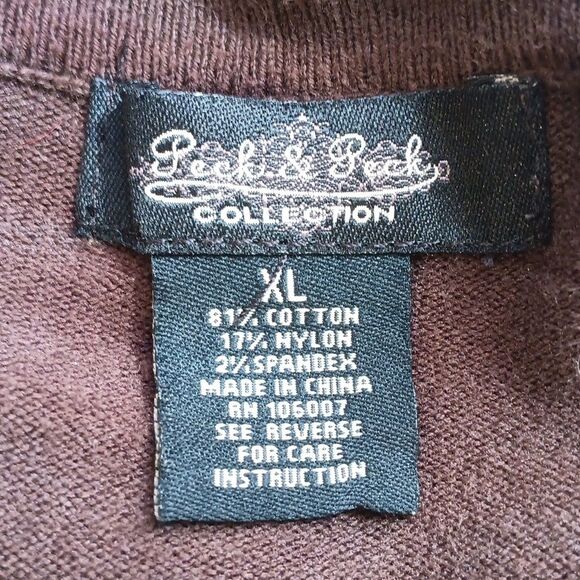 Peck & Peck
COLLECTION
XL
81% COTTON
17% NYLON
2% SPANDEX
MADE IN CHINA
RN 106007
SEE REVERSE
FOR CARE
INSTRUCTION